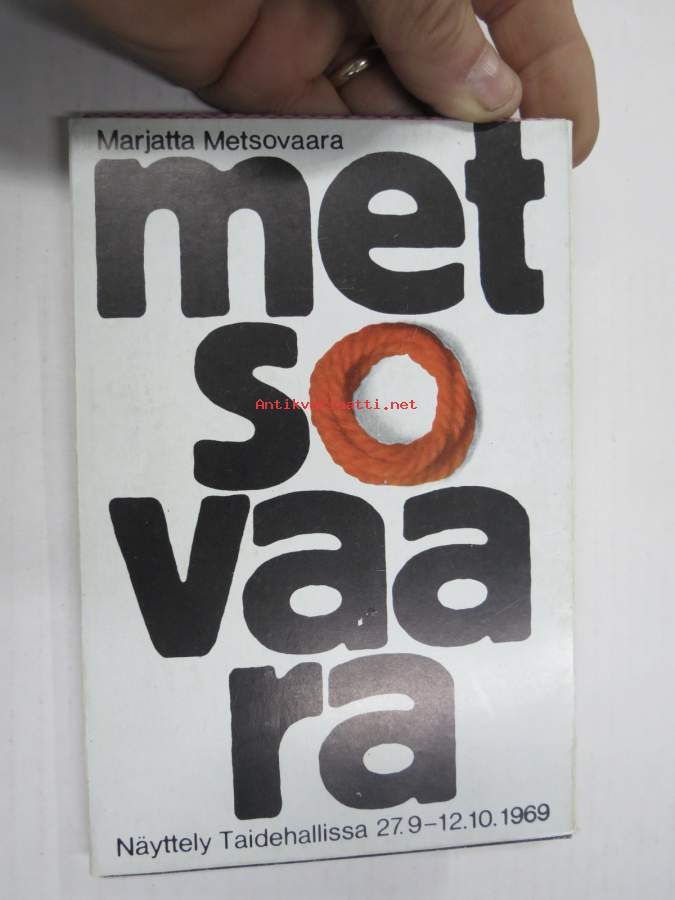 Marjatta Metsovaara
met
so
Antikvariaatti.net
vaa
ra
Näyttely Taidehallissa 27.9–12.10.1969